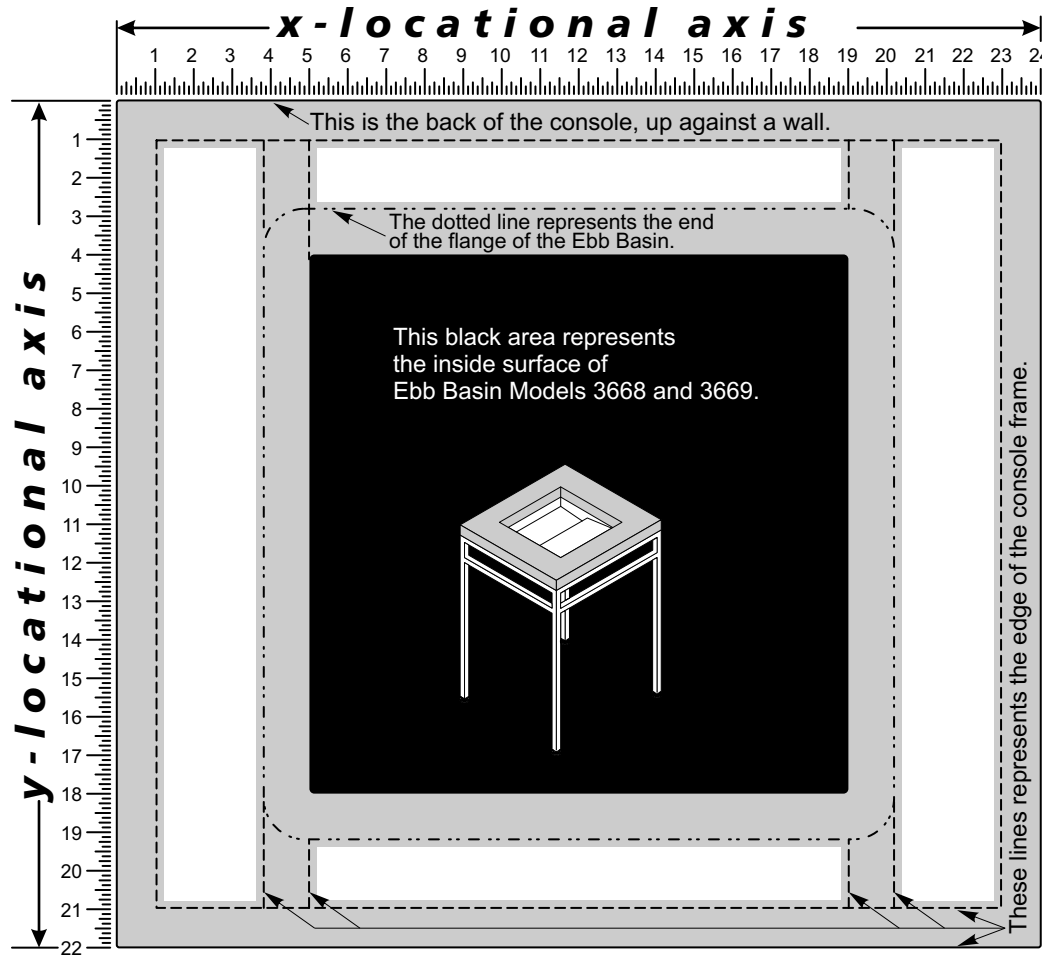 x-locational axis
1 2 3 4 5 6 7 8 9 10 11 12 13 14 15 16 17 18 19 20 21 22 23 24
This is the back of the console, up against a wall.
y-locational axis
1
2
3
4
5
6
7
8
9
10
11
12
13
14
15
16
17
18
19
20
21
22
The dotted line represents the end
of the flange of the Ebb Basin.
This black area represents
the inside surface of
Ebb Basin Models 3668 and 3669.
These lines represents the edge of the console frame.